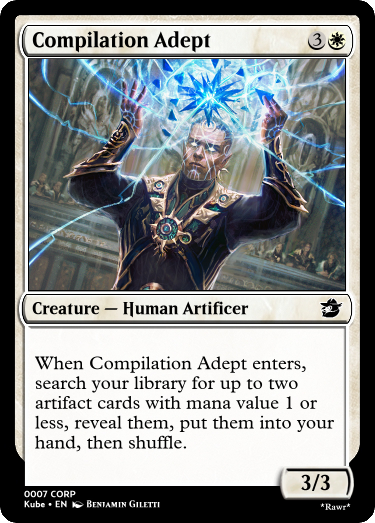 Compilation Adept 3
Creature — Human Artificer
When Compilation Adept enters,
search your library for up to two
artifact cards with mana value 1 or
less, reveal them, put them into your
hand, then shuffle.
3/3
0007 CORP
Kube • EN Benjamin Giletti
*Rawr*